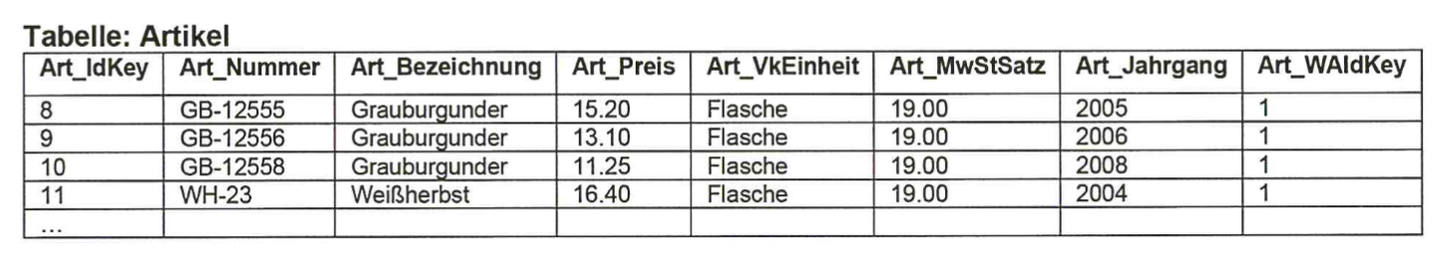 Tabelle: Artikel
Art_IdKey Art_Nummer Art_Bezeichnung Art_Preis Art_VkEinheit Art_MwStSatz Art_Jahrgang Art_WAIdKey
8 GB-12555 Grauburgunder 15.20 Flasche 19.00 2005 1
9 GB-12556 Grauburgunder 13.10 Flasche 19.00 2006 1
10 GB-12558 Grauburgunder 11.25 Flasche 19.00 2008 1
11 WH-23 Weißherbst 16.40 Flasche 19.00 2004 1
...